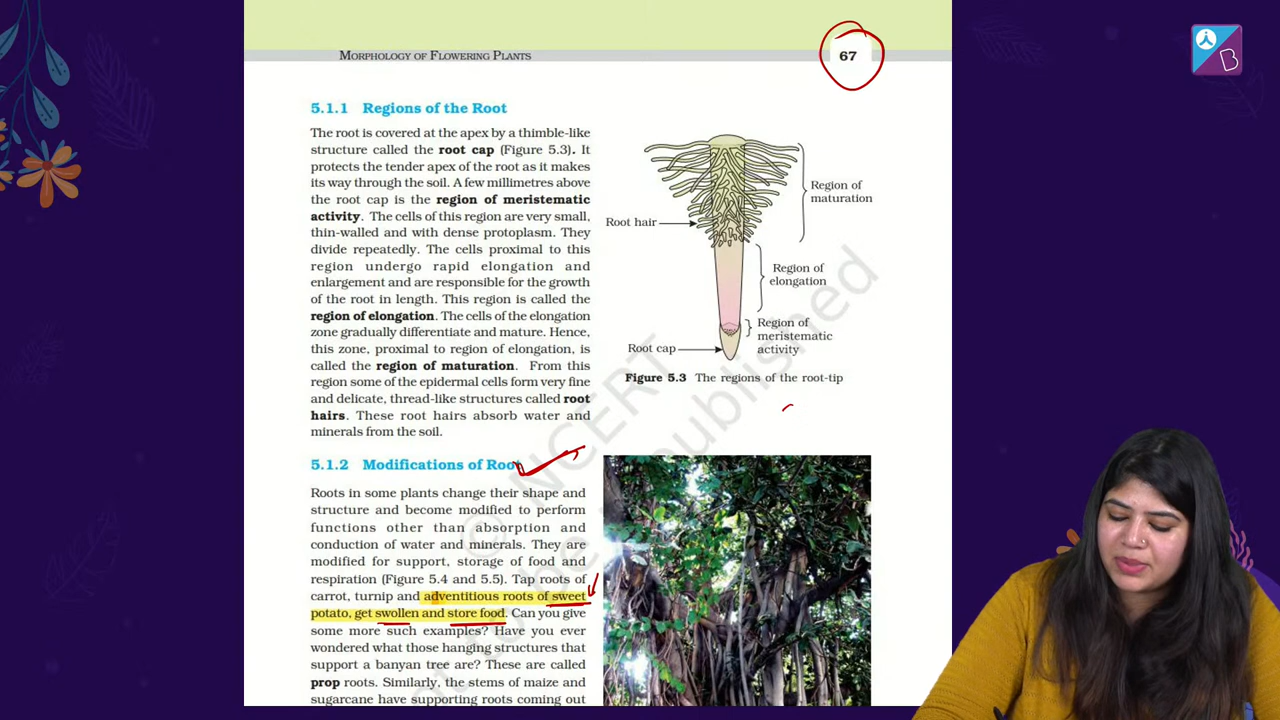 MORPHOLOGY OF FLOWERING PLANTS
67
5.1.1 Regions of the Root
The root is covered at the apex by a thimble-like
structure called the root cap (Figure 5.3). It
protects the tender apex of the root as it makes
its way through the soil. A few millimetres above
the root cap is the region of meristematic
activity. The cells of this region are very small,
thin-walled and with dense protoplasm. They
divide repeatedly. The cells proximal to this
region undergo rapid elongation and
enlargement and are responsible for the growth
of the root in length. This region is called the
region of elongation. The cells of the elongation
zone gradually differentiate and mature. Hence,
this zone, proximal to region of elongation, is
called the region of maturation. From this
region some of the epidermal cells form very fine
and delicate, thread-like structures called root
hairs. These root hairs absorb water and
minerals from the soil.
Region of
maturation
Root hair
Region of
elongation
Region of
meristematic
activity
Root cap
Figure 5.3 The regions of the root-tip
5.1.2 Modifications of Root
Roots in some plants change their shape and
structure and become modified to perform
functions other than absorption and
conduction of water and minerals. They are
modified for support, storage of food and
respiration (Figure 5.4 and 5.5). Tap roots of
carrot, turnip and adventitious roots of sweet
potato, get swollen and store food. Can you give
some more such examples? Have you ever
wondered what those hanging structures that
support a banyan tree are? These are called
prop roots. Similarly, the stems of maize and
sugarcane have supporting roots coming out
© NCERT
not to be republished
B